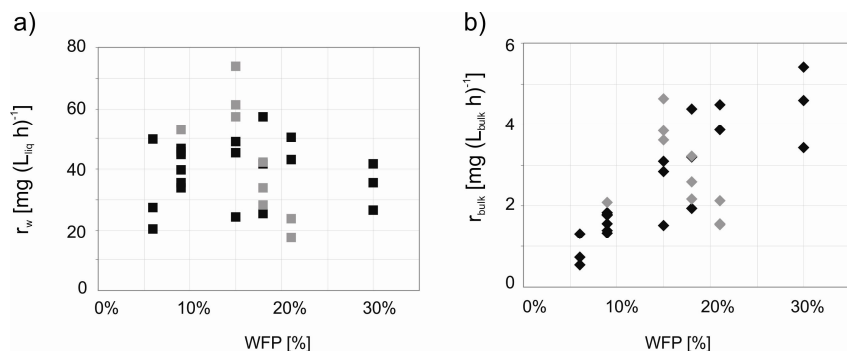 a)
80
60
40
20
0
r_w [mg (L_liq h)^-1]
0% 10% 20% 30%
WFP [%]
b)
6
4
2
0
r_bulk [mg (L_bulk h)^-1]
0% 10% 20% 30%
WFP [%]